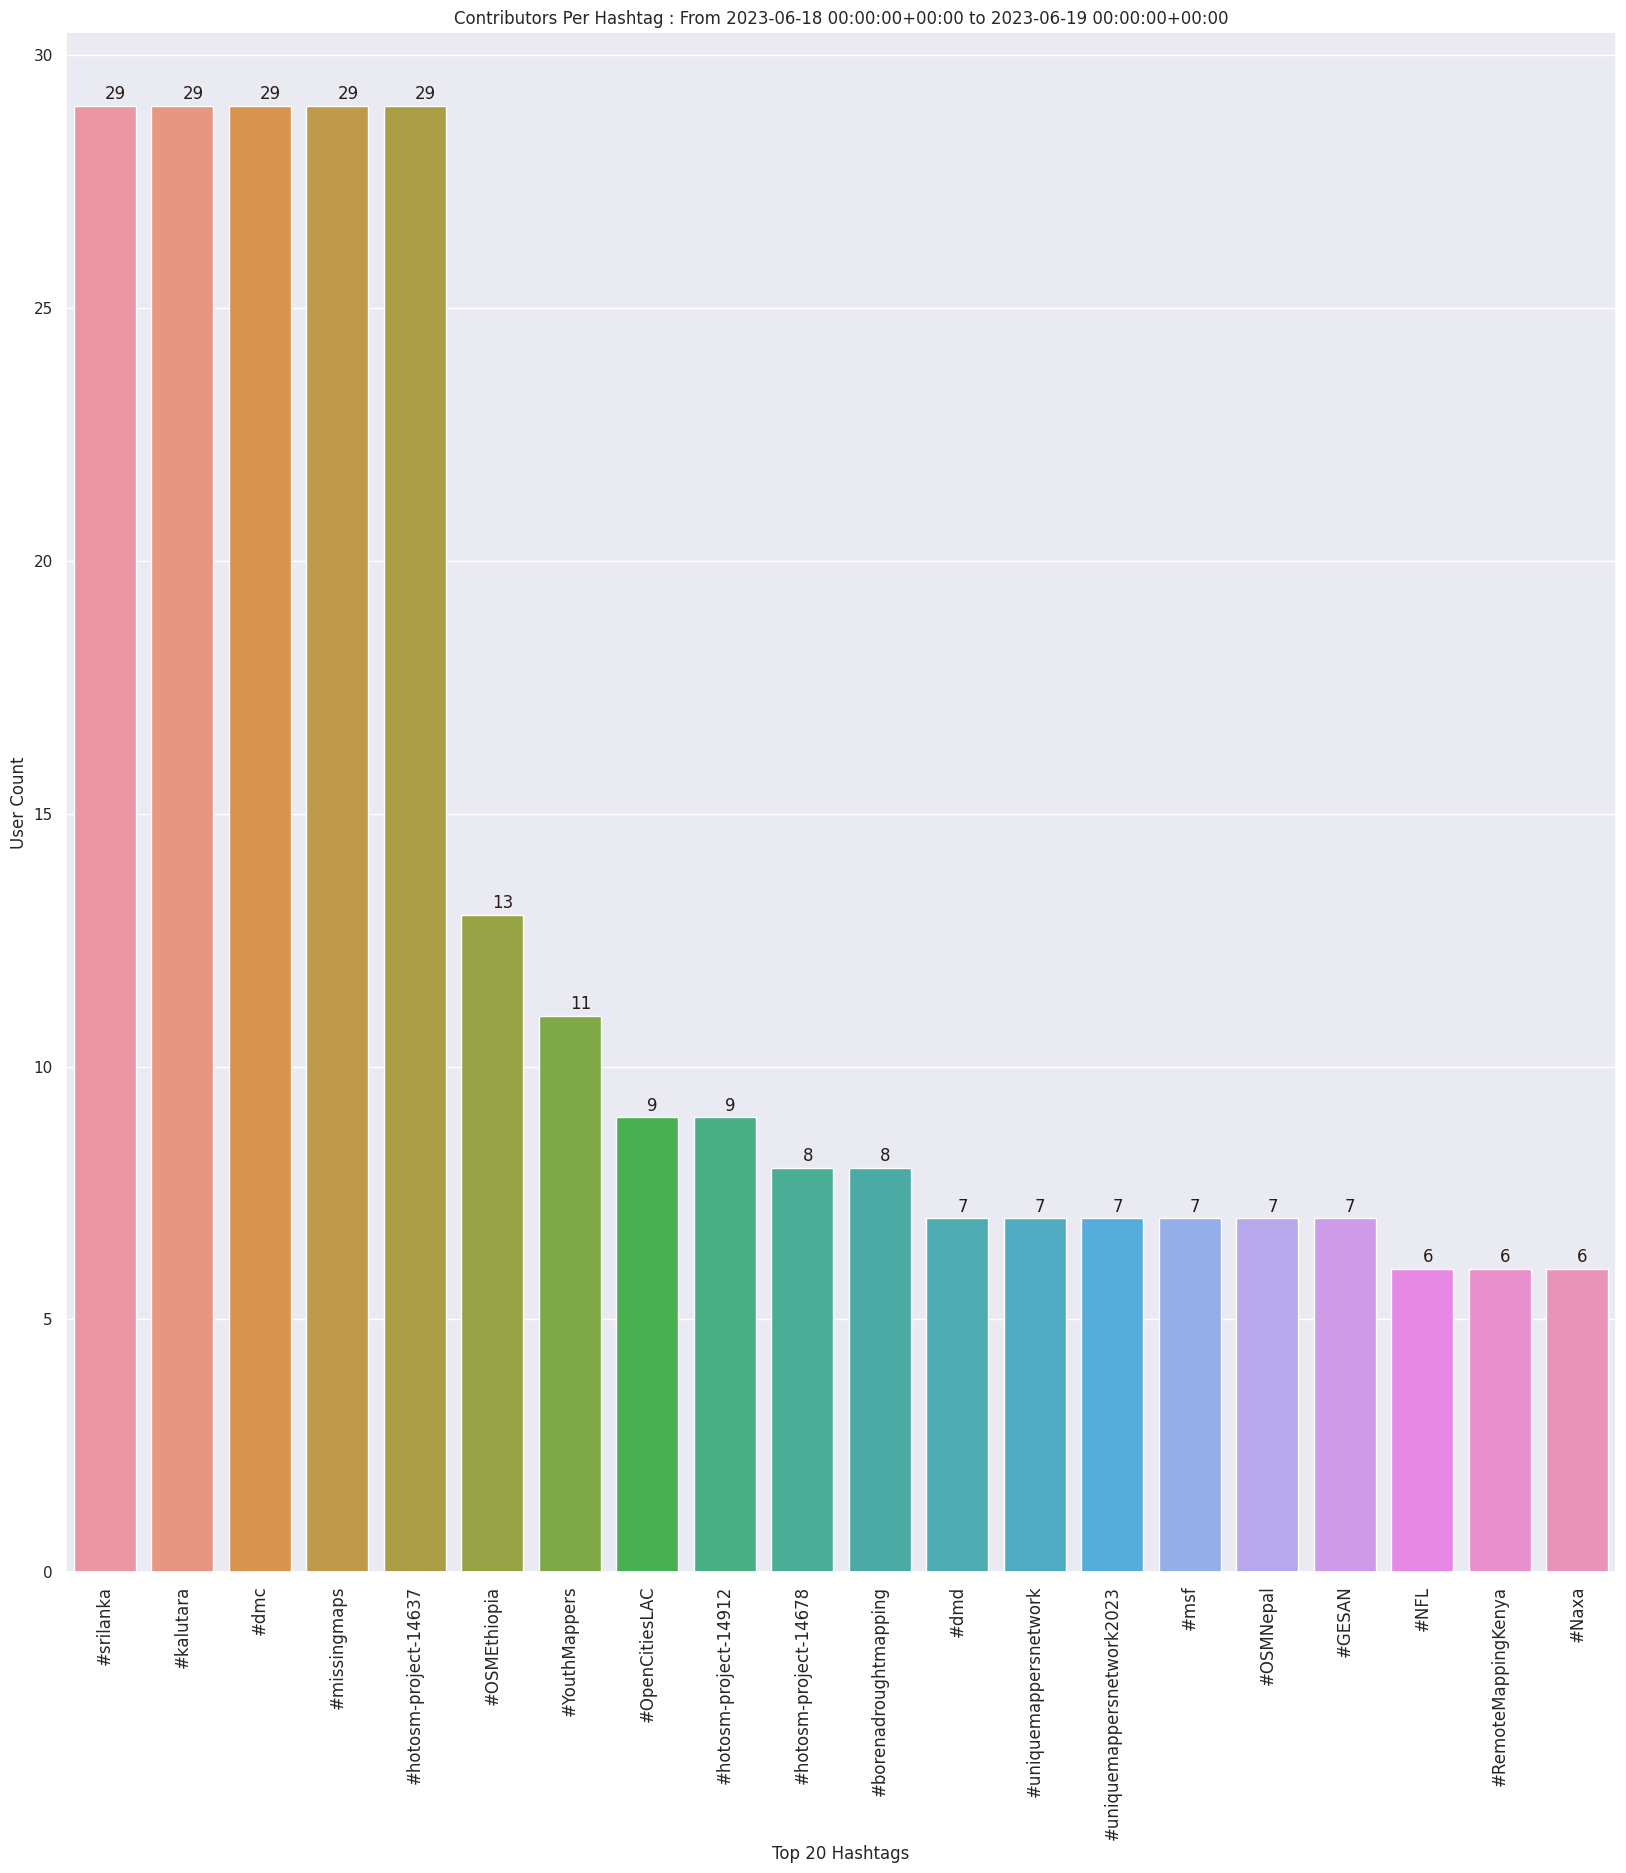 Contributors Per Hashtag : From 2023-06-18 00:00:00+00:00 to 2023-06-19 00:00:00+00:00
User Count
30
25
20
15
10
5
0
29
29
29
29
29
13
11
9
9
8
8
7
7
7
7
7
7
6
6
6
#srilanka
#kalutara
#dmc
#missingmaps
#hotosm-project-14637
#OSMEthiopia
#YouthMappers
#OpenCitiesLAC
#hotosm-project-14912
#hotosm-project-14678
#borenadroughtmapping
#dmd
#uniquemappersnetwork
#uniquemappersnetwork2023
#msf
#OSMNepal
#GESAN
#NFL
#RemoteMappingKenya
#Naxa
Top 20 Hashtags